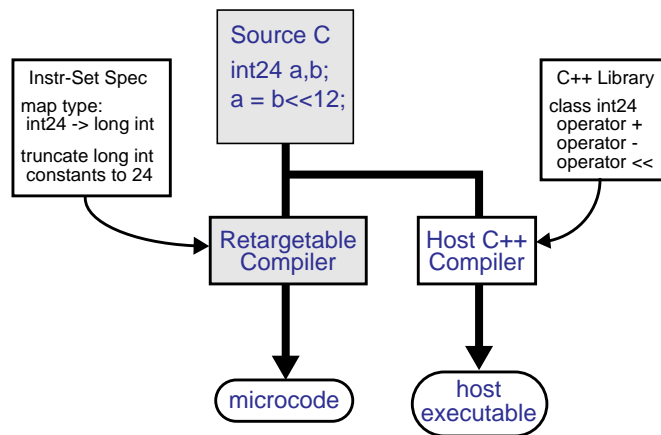 Source C
int24 a,b;
a = b<<12;
Instr-Set Spec
map type:
int24 -> long int
truncate long int
constants to 24
C++ Library
class int24
operator +
operator -
operator <<
Retargetable
Compiler
Host C++
Compiler
microcode
host
executable